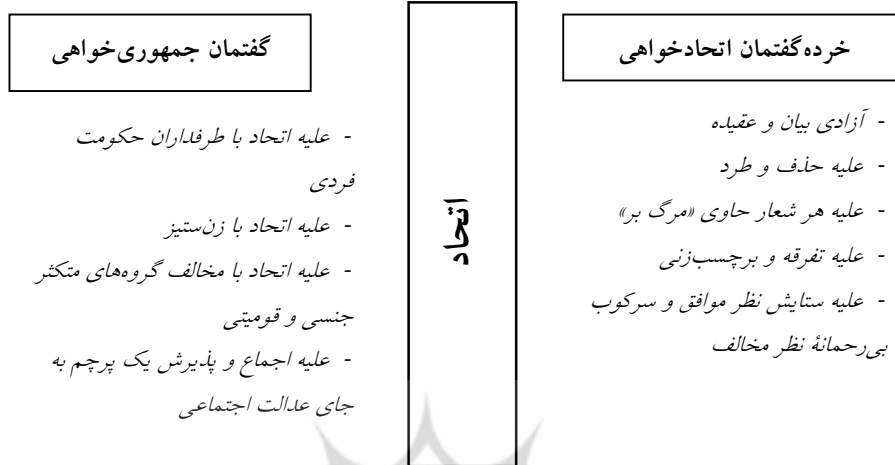 خرده‌گفتمان اتحادخواهی
- آزادی بیان و عقیده
- علیه حذف و طرد
- علیه هر شعار حاوی «مرگ بر»
- علیه تفرقه و برچسب‌زنی
- علیه ستایش نظر موافق و سرکوب
بی‌رحمانهٔ نظر مخالف
اتحاد
گفتمان جمهوری‌خواهی
- علیه اتحاد با طرفداران حکومت
فردی
- علیه اتحاد با زن‌ستیز
- علیه اتحاد با مخالف گروه‌های متکثر
جنسی و قومیتی
- علیه اجماع و پذیرش یک پرچم به
جای عدالت اجتماعی